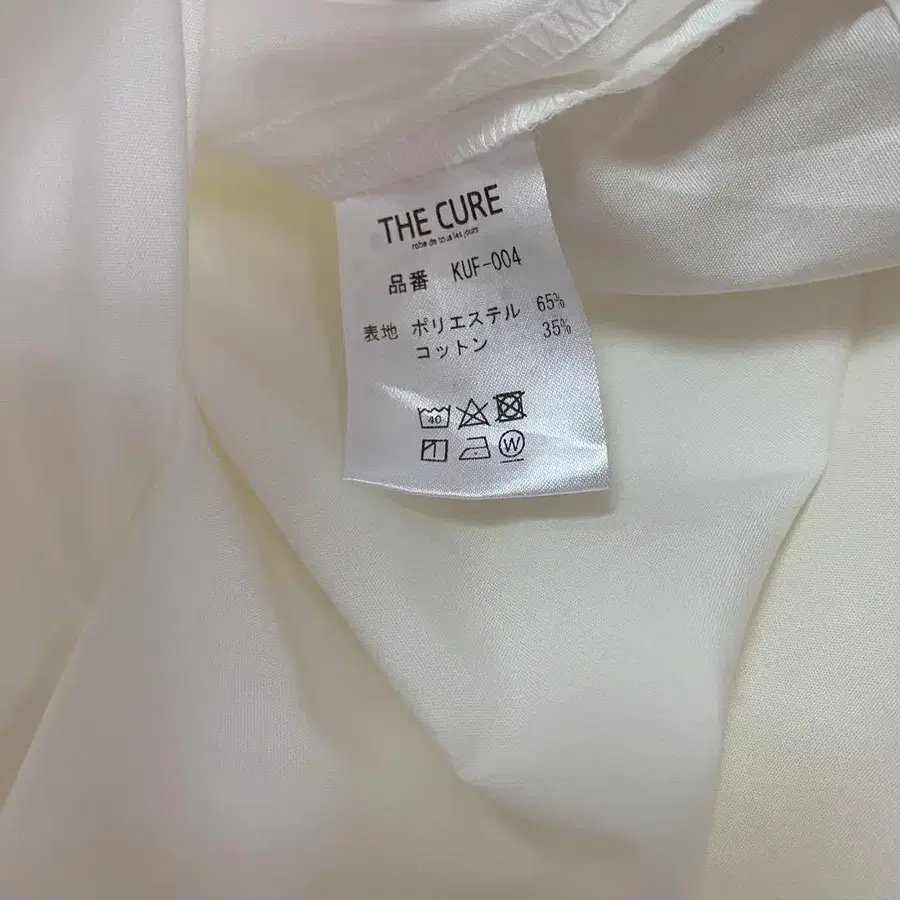 THE CURE
robe de tous les jours
品番 KUF-004
表地 ポリエステル 65%
コットン 35%
40
W